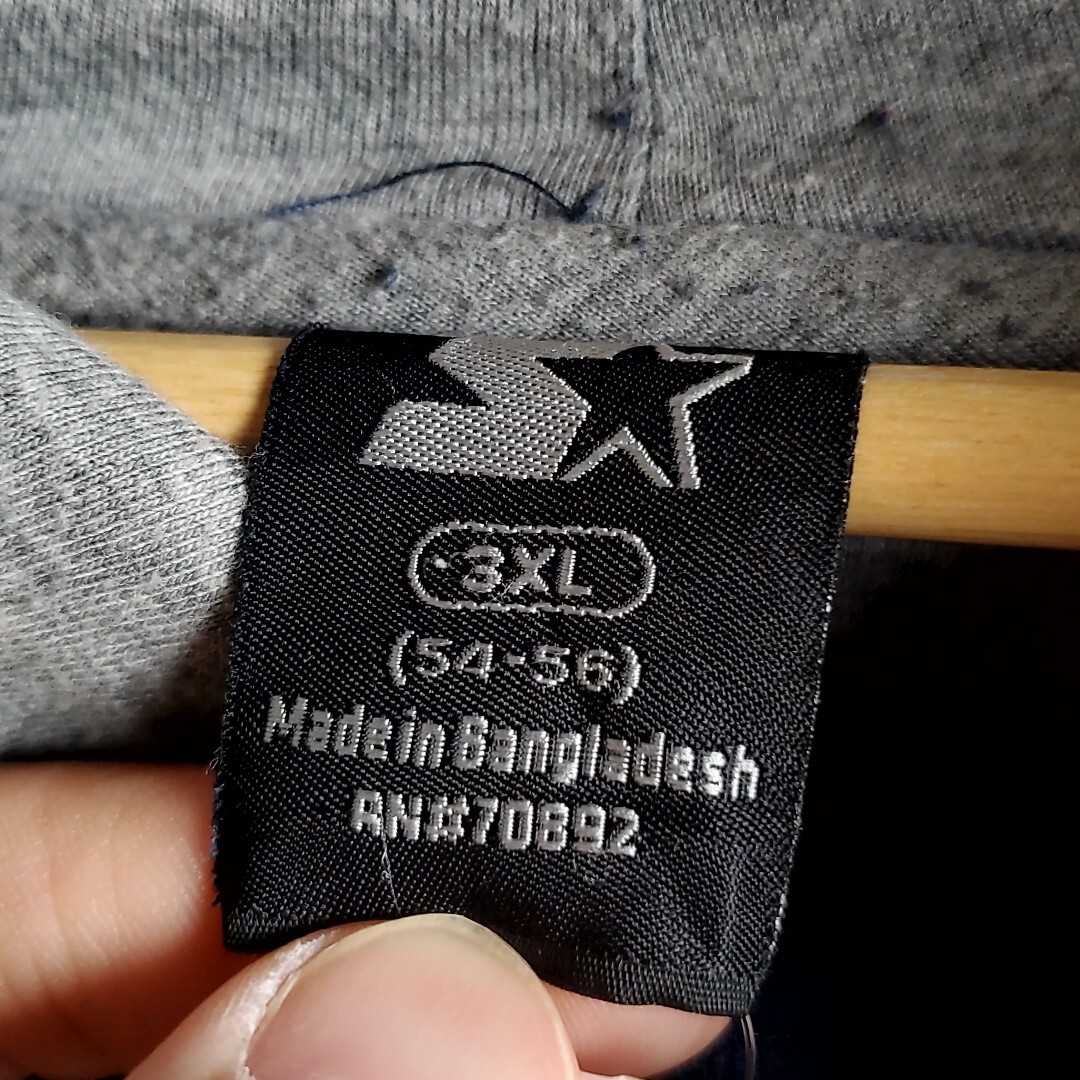 3XL
(54-56)
Made in Bangladesh
RN#70892